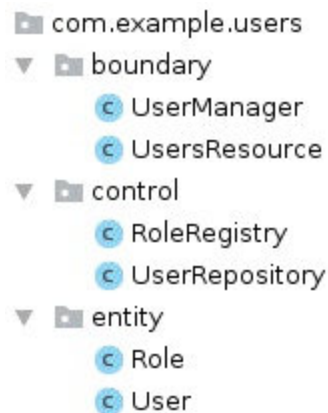 com.example.users
boundary
C UserManager
C UsersResource
control
C RoleRegistry
C UserRepository
entity
C Role
C User